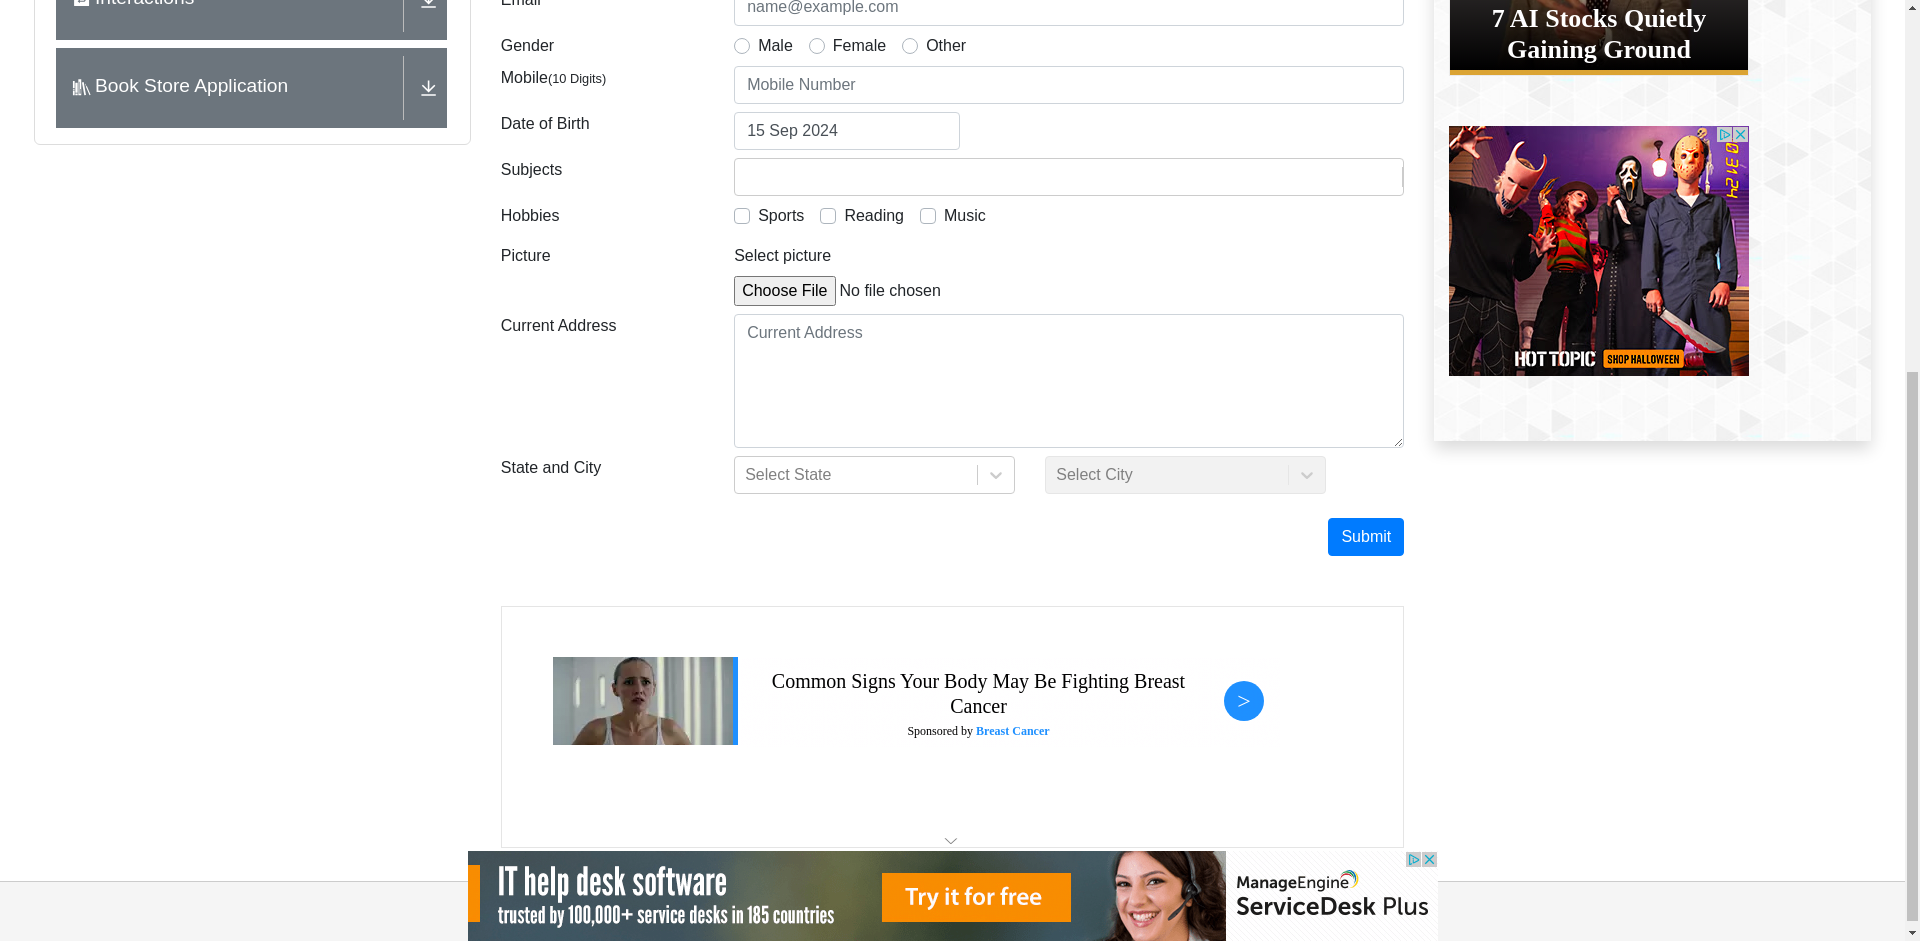 Interactions
Book Store Application
Email
name@example.com
Gender
Male
Female
Other
Mobile(10 Digits)
Mobile Number
Date of Birth
15 Sep 2024
Subjects
Hobbies
Sports
Reading
Music
Picture
Select picture
Choose File
No file chosen
Current Address
Current Address
State and City
Select State
Select City
Submit
Common Signs Your Body May Be Fighting Breast
Cancer
Sponsored by Breast Cancer
>
7 AI Stocks Quietly
Gaining Ground
03124
HOT TOPIC
SHOP HALLOWEEN
IT help desk software
trusted by 100,000+ service desks in 185 countries
Try it for free
ManageEngine
ServiceDesk Plus